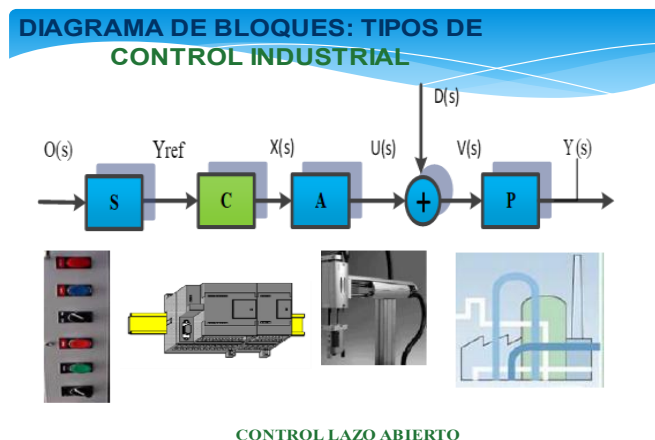 DIAGRAMA DE BLOQUES: TIPOS DE
CONTROL INDUSTRIAL
D(s)
O(s) Yref X(s) U(s) V(s) Y(s)
S C A + P
CONTROL LAZO ABIERTO